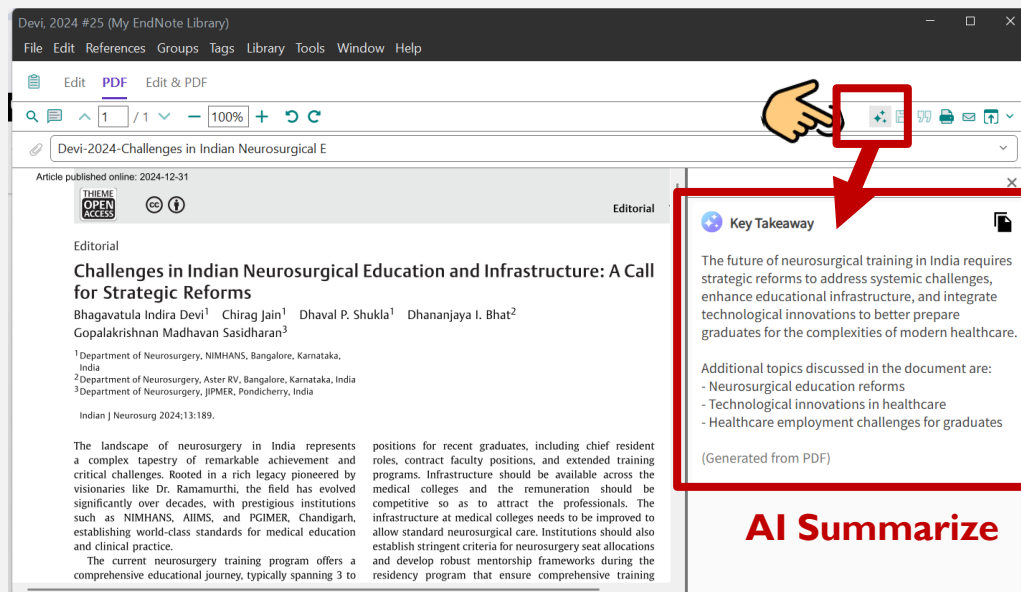 Devi, 2024 #25 (My EndNote Library)
File Edit References Groups Tags Library Tools Window Help
Edit PDF Edit & PDF
1 / 1 100%
Devi-2024-Challenges in Indian Neurosurgical E
Article published online: 2024-12-31
THIEME
OPEN
ACCESS
cc
Editorial
Editorial
Challenges in Indian Neurosurgical Education and Infrastructure: A Call
for Strategic Reforms
Bhagavatula Indira Devi1 Chirag Jain1 Dhaval P. Shukla1 Dhananjaya I. Bhat2
Gopalakrishnan Madhavan Sasidharan3
1Department of Neurosurgery, NIMHANS, Bangalore, Karnataka,
India
2Department of Neurosurgery, Aster RV, Bangalore, Karnataka, India
3Department of Neurosurgery, JIPMER, Pondicherry, India
Indian J Neurosurg 2024;13:189.
The landscape of neurosurgery in India represents
a complex tapestry of remarkable achievement and
critical challenges. Rooted in a rich legacy pioneered by
visionaries like Dr. Ramamurthi, the field has evolved
significantly over decades, with prestigious institutions
such as NIMHANS, AIIMS, and PGIMER, Chandigarh,
establishing world-class standards for medical education
and clinical practice.
The current neurosurgery training program offers a
comprehensive educational journey, typically spanning 3 to
positions for recent graduates, including chief resident
roles, contract faculty positions, and extended training
programs. Infrastructure should be available across the
medical colleges and the remuneration should be
competitive so as to attract the professionals. The
infrastructure at medical colleges needs to be improved to
allow standard neurosurgical care. Institutions should also
establish stringent criteria for neurosurgery seat allocations
and develop robust mentorship frameworks during the
residency program that ensure comprehensive training
Key Takeaway
The future of neurosurgical training in India requires
strategic reforms to address systemic challenges,
enhance educational infrastructure, and integrate
technological innovations to better prepare
graduates for the complexities of modern healthcare.
Additional topics discussed in the document are:
- Neurosurgical education reforms
- Technological innovations in healthcare
- Healthcare employment challenges for graduates
(Generated from PDF)
AI Summarize